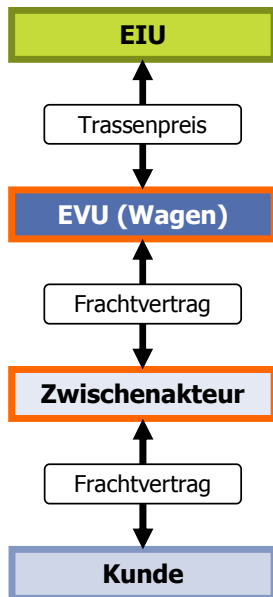 EIU
Trassenpreis
EVU (Wagen)
Frachtvertrag
Zwischenakteur
Frachtvertrag
Kunde